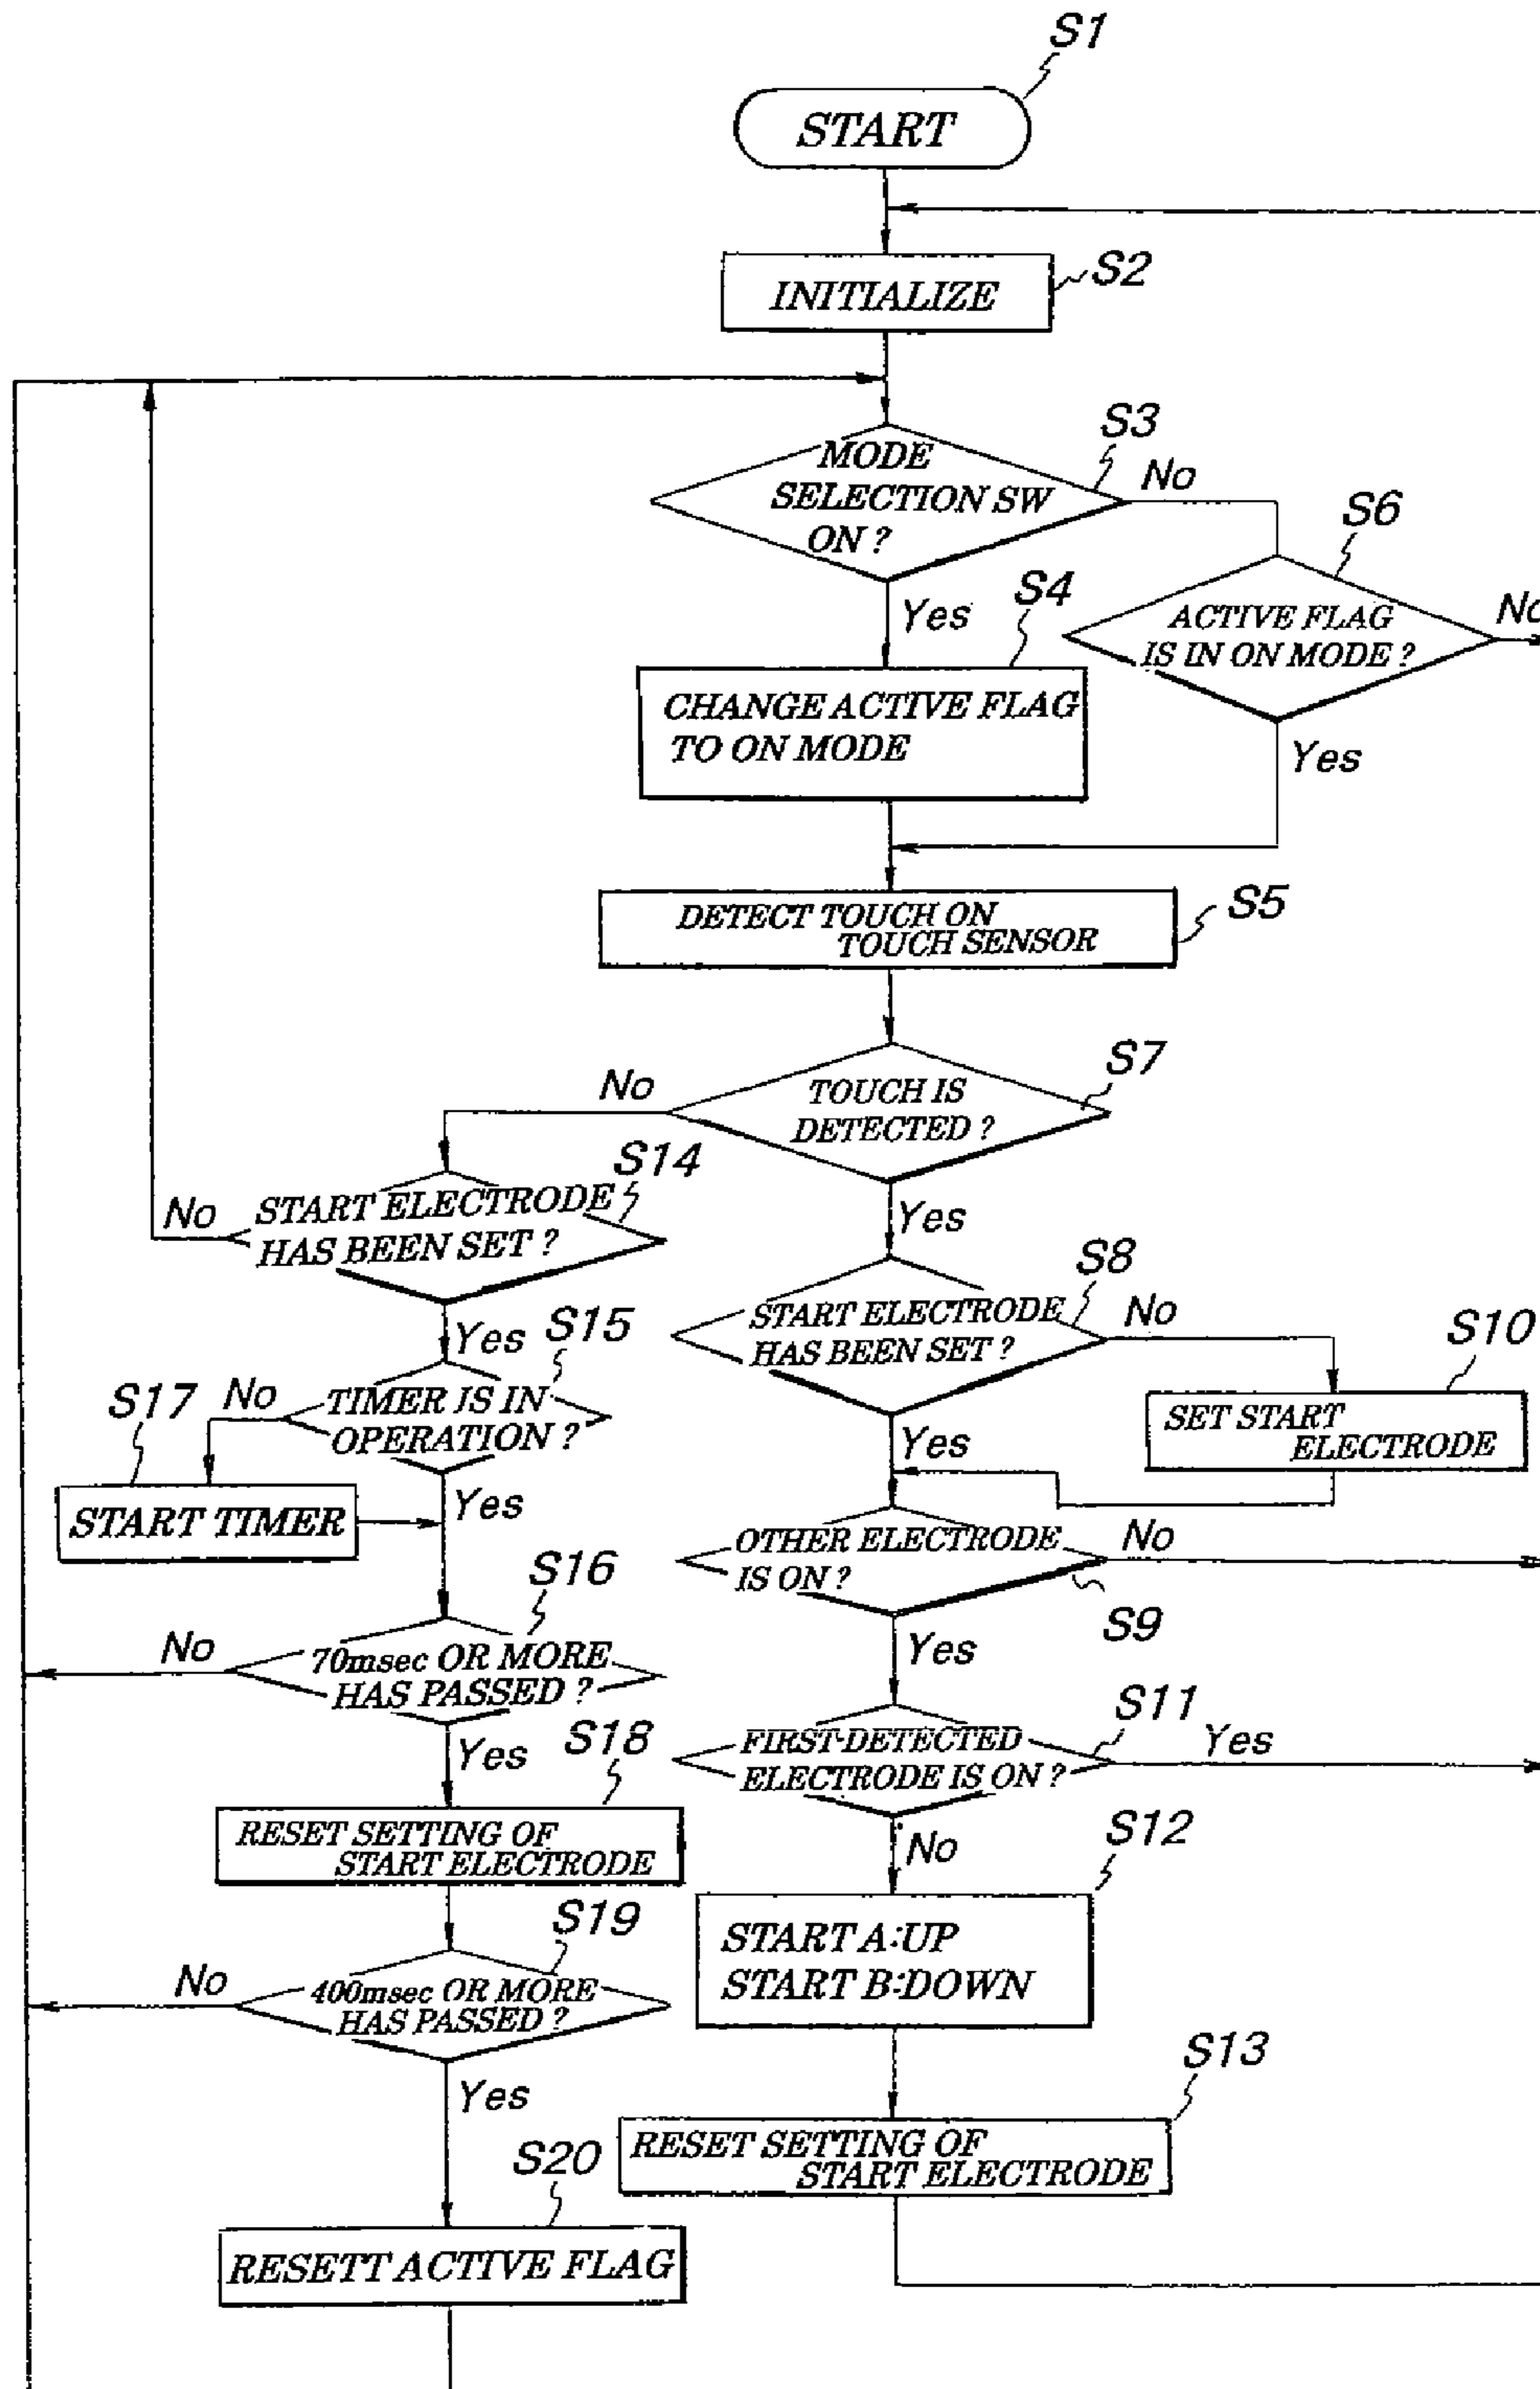 S1
START
INITIALIZE
S2
S3
MODE
SELECTION SW
ON ?
No
Yes
S6
ACTIVE FLAG
IS IN ON MODE ?
No
Yes
S4
CHANGE ACTIVE FLAG
TO ON MODE
DETECT TOUCH ON
TOUCH SENSOR
S5
S7
TOUCH IS
DETECTED ?
No
Yes
S14
START ELECTRODE
HAS BEEN SET ?
No
Yes
S8
START ELECTRODE
HAS BEEN SET ?
No
Yes
S10
SET START
ELECTRODE
S15
TIMER IS IN
OPERATION ?
No
Yes
S17
START TIMER
OTHER ELECTRODE
IS ON ?
No
S9
Yes
S16
70msec OR MORE
HAS PASSED ?
No
Yes
S11
FIRST-DETECTED
ELECTRODE IS ON ?
Yes
No
S18
RESET SETTING OF
START ELECTRODE
S12
START A:UP
START B:DOWN
S19
400msec OR MORE
HAS PASSED ?
No
Yes
S13
RESET SETTING OF
START ELECTRODE
S20
RESETT ACTIVE FLAG